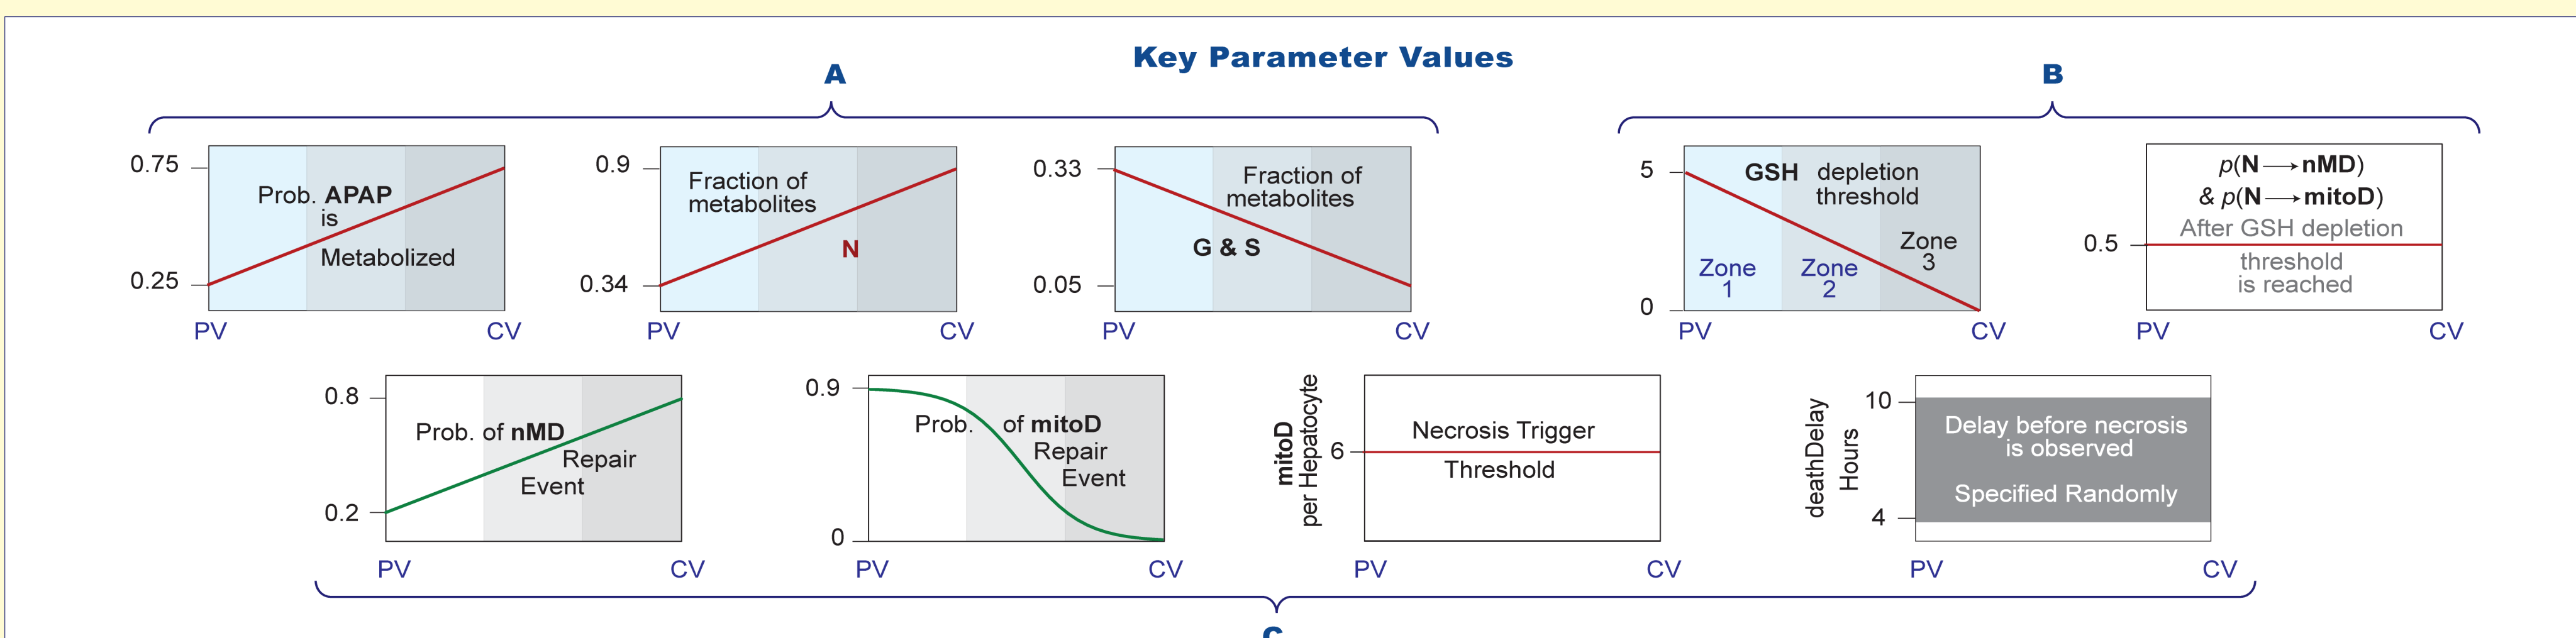 Key Parameter Values
A
B
0.75
0.25
Prob. APAP
is
Metabolized
PV
CV
0.9
0.34
Fraction of
metabolites
N
PV
CV
0.33
0.05
Fraction of
metabolites
G & S
PV
CV
5
0
GSH depletion
threshold
Zone
1
Zone
2
Zone
3
PV
CV
0.5
p(N⟶nMD)
& p(N⟶mitoD)
After GSH depletion
threshold
is reached
PV
CV
0.8
0.2
Prob. of nMD
Repair
Event
PV
CV
0.9
0
Prob. of mitoD
Repair
Event
PV
CV
mitoD
per Hepatocyte
6
Necrosis Trigger
Threshold
PV
CV
deathDelay
Hours
10
4
Delay before necrosis
is observed
Specified Randomly
PV
CV
C